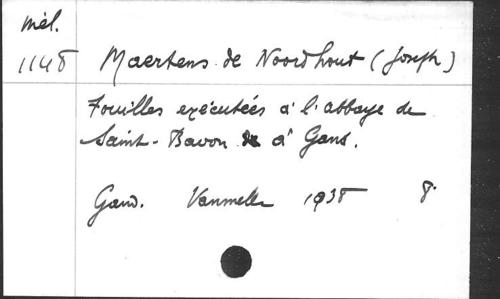 Mél.
1148 Maertens de Noordhout (Joseph)
Fouilles exécutées à l'abbaye de
Saint-Bavon à Gand.
Gand. Vanmelle 1938 8°